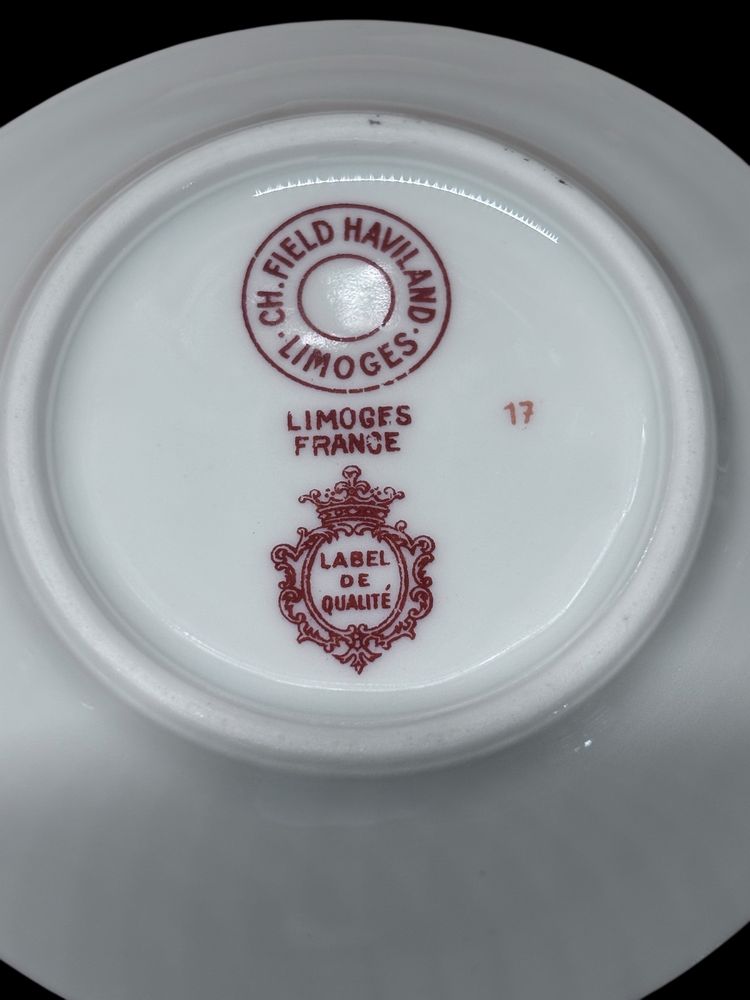 CH. FIELD HAVILAND
· LIMOGES ·
LIMOGES
FRANCE
17
LABEL
DE
QUALITÉ